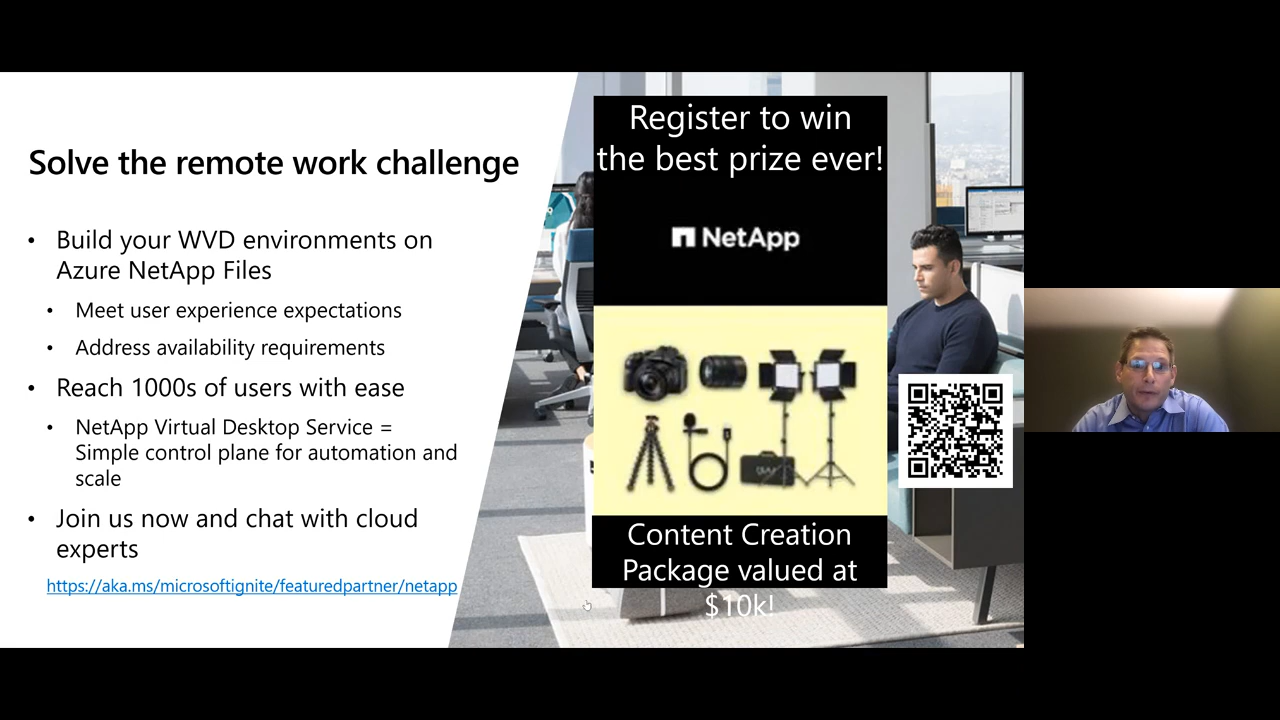 Solve the remote work challenge
• Build your WVD environments on
Azure NetApp Files
• Meet user experience expectations
• Address availability requirements
• Reach 1000s of users with ease
• NetApp Virtual Desktop Service =
Simple control plane for automation and
scale
• Join us now and chat with cloud
experts
https://aka.ms/microsoftignite/featuredpartner/netapp
Register to win
the best prize ever!
NetApp
Content Creation
Package valued at
$10k!